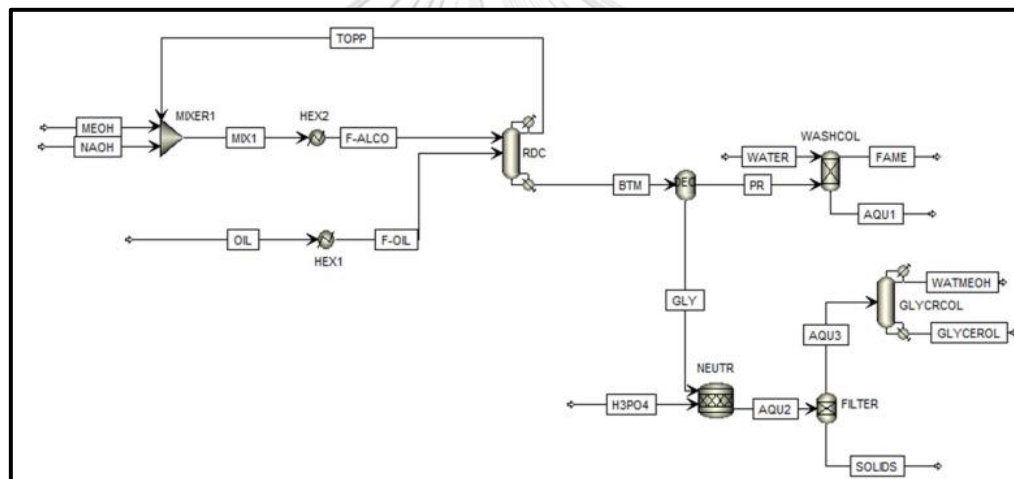 TOPP
MIXER1
MEOH
NAOH
MIX1
HEX2
F-ALCO
RDC
OIL
HEX1
F-OIL
BTM
DEC
PR
WATER
WASHCOL
FAME
AQU1
GLY
WATMEOH
GLYCRCOL
GLYCEROL
AQU3
NEUTR
H3PO4
AQU2
FILTER
SOLIDS